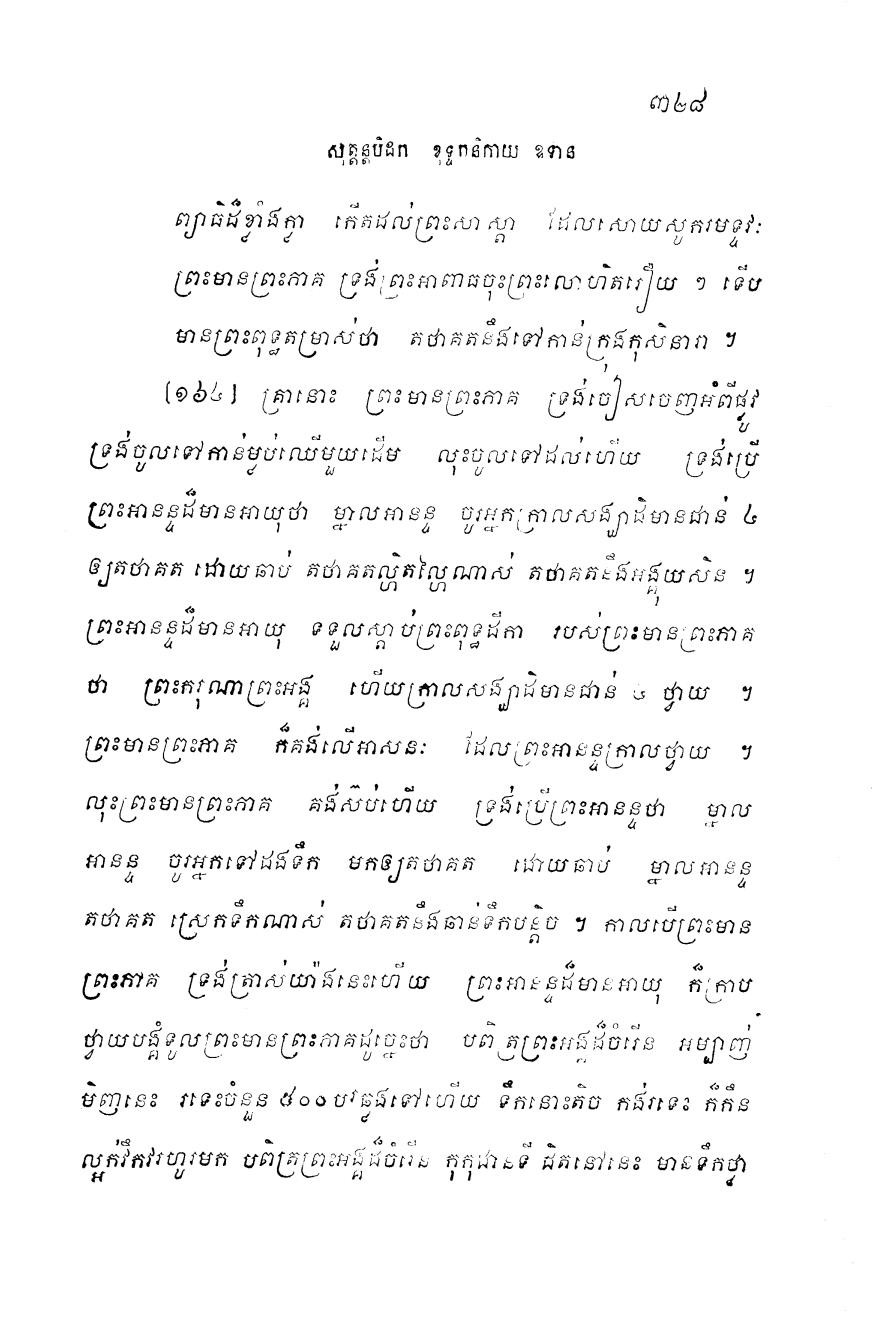 ៣២៨
សុត្តន្តបិដក ខុទ្ទកនិកាយ ឧទាន
ព្យាធិដ៏ខ្លាំងក្លា កើតដល់ព្រះសាស្តា ដែលសោយសូករមទ្ទវៈ
ព្រះមានព្រះភាគ ទ្រង់ព្រះអាពាធចុះព្រះលោហិតរឿយ ៗ ទើប
មានព្រះពុទ្ធតម្រាស់ថា តថាគតនឹងទៅកាន់ក្រុងកុសិនារា ។
[១៦៤] គ្រានោះ ព្រះមានព្រះភាគ ទ្រង់ចៀសចេញអំពីផ្លូវ
ទ្រង់ចូលទៅកាន់ម្លប់ឈើមួយដើម លុះចូលទៅដល់ហើយ ទ្រង់ប្រើ
ព្រះអានន្ទដ៏មានអាយុថា ម្នាលអានន្ទ ចូរអ្នកក្រាលសង្ឃាដិមានជាន់ ៤
ឲ្យតថាគត ដោយឆាប់ តថាគតល្ហិតល្ហៃណាស់ តថាគតនឹងអង្គុយសិន ។
ព្រះអានន្ទដ៏មានអាយុ ទទួលស្តាប់ព្រះពុទ្ធដីកា របស់ព្រះមានព្រះភាគ
ថា ព្រះករុណាព្រះអង្គ ហើយក្រាលសង្ឃាដិមានជាន់ ៤ ថ្វាយ ។
ព្រះមានព្រះភាគ ក៏គង់លើអាសនៈ ដែលព្រះអានន្ទក្រាលថ្វាយ ។
លុះព្រះមានព្រះភាគ គង់ស៊ប់ហើយ ទ្រង់ប្រើព្រះអានន្ទថា ម្នាល
អានន្ទ ចូរអ្នកទៅដងទឹក មកឲ្យតថាគត ដោយឆាប់ ម្នាលអានន្ទ
តថាគត ស្រេកទឹកណាស់ តថាគតនឹងឆាន់ទឹកបន្តិច ។ កាលបើព្រះមាន
ព្រះភាគ ទ្រង់ត្រាស់យ៉ាងនេះហើយ ព្រះអានន្ទដ៏មានអាយុ ក៏ក្រាប
ថ្វាយបង្គំទូលព្រះមានព្រះភាគដូច្នេះថា បពិត្រព្រះអង្គដ៏ចំរើន អម្បាញ់
មិញនេះ រទេះចំនួន ៥០០ បរឆ្លងទៅហើយ ទឹកនោះតិច កង់រទេះ ក៏កិន
ល្អក់វឹកវរហូរមក បពិត្រព្រះអង្គដ៏ចំរើន កុកុដានទី ដិតនៅនេះ មានទឹកថ្លា